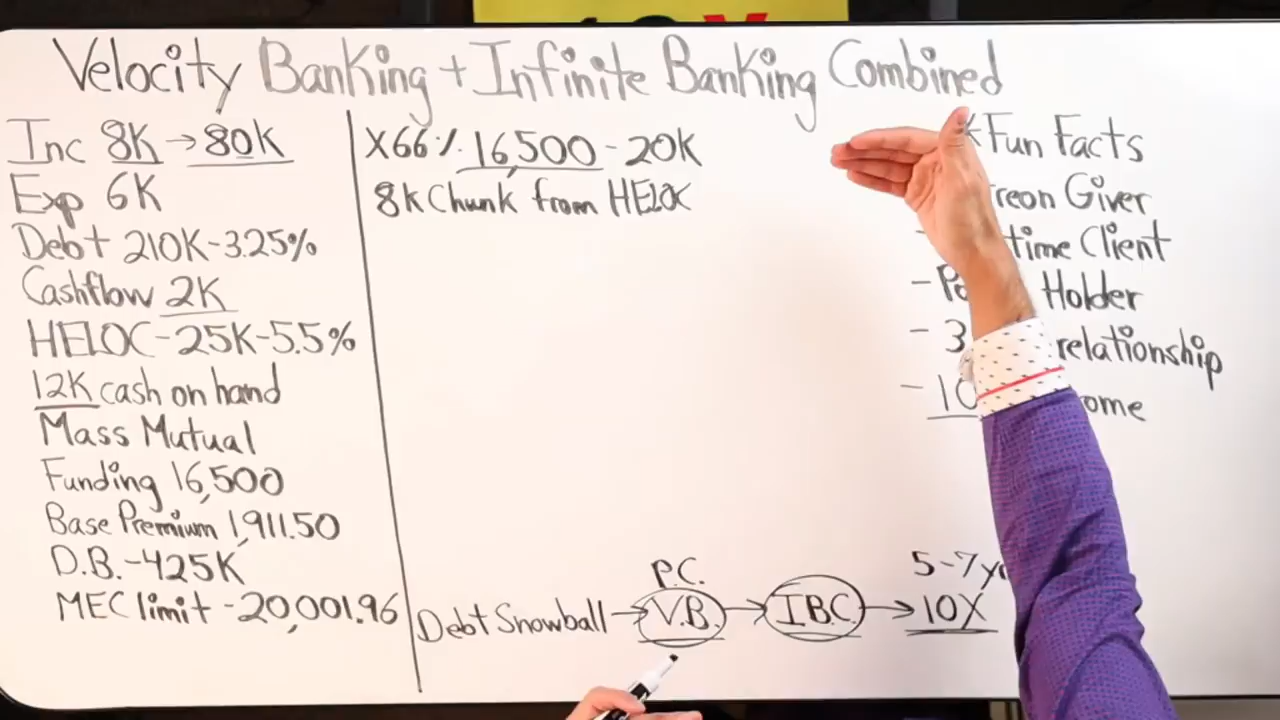 Velocity Banking + Infinite Banking Combined
Inc 8K → 80K
Exp 6K
Debt 210K-3.25%
Cashflow 2K
HELOC-25K-5.5%
12K cash on hand
Mass Mutual
Funding 16,500
Base Premium 1,911.50
D.B.-425K
MEC limit -20,001.96
X66% 16,500 - 20K
8k Chunk from HELOC
Fun Facts
Giver
time Client
Holder
relationship
P.C.
5-7
Debt Snowball → V.B. → I.B.C. → 10X